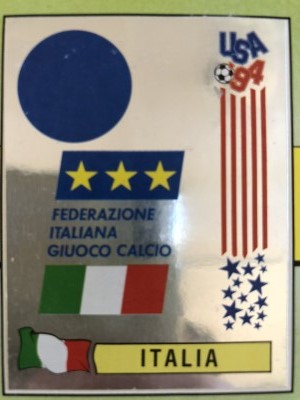 USA
'94
FEDERAZIONE
ITALIANA
GIUOCO CALCIO
ITALIA